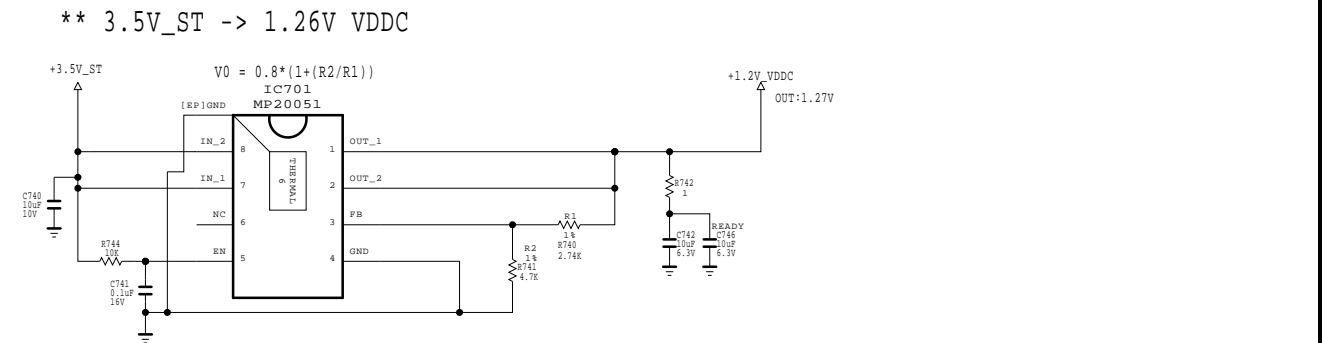 ** 3.5V_ST -> 1.26V VDDC
+3.5V_ST
V0 = 0.8*(1+(R2/R1))
IC701
MP20051
[EP]GND
+1.2V_VDDC
OUT:1.27V
IN_2
8
1
OUT_1
IN_1
7
2
OUT_2
NC
6
3
FB
EN
5
4
GND
THERMAL
9
C740
10uF
10V
R744
10K
C741
0.1uF
16V
R1
1%
R740
2.74K
R2
1%
R741
4.7K
R742
1
C742
10uF
6.3V
READY
C746
10uF
6.3V